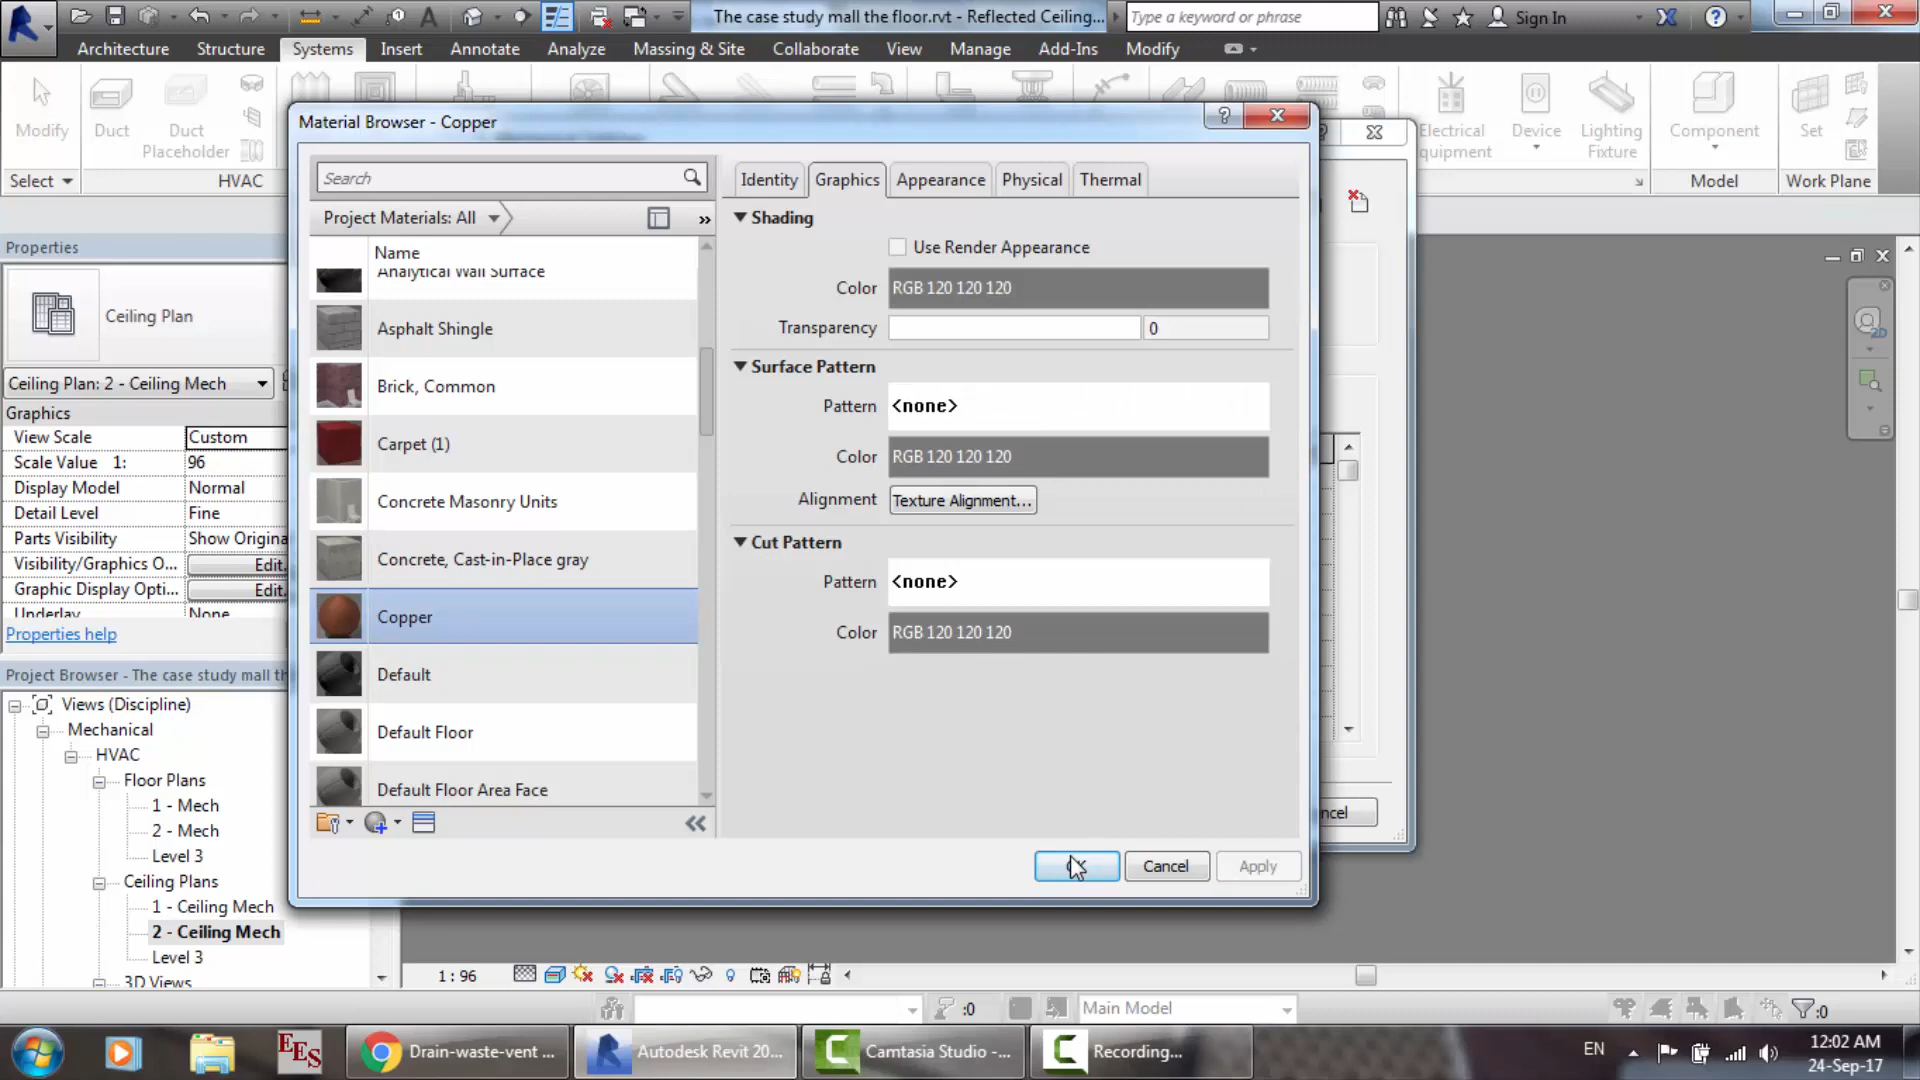 The case study mall the floor.rvt - Reflected Ceiling...
Type a keyword or phrase
Sign In
Architecture Structure Systems Insert Annotate Analyze Massing & Site Collaborate View Manage Add-Ins Modify
Modify
Duct
Duct Placeholder
Device
Lighting Fixture
Component
Set
Select
HVAC
Model
Work Plane
Material Browser - Copper
Search
Project Materials: All
»
Name
Analytical Wall Surface
Asphalt Shingle
Brick, Common
Carpet (1)
Concrete Masonry Units
Concrete, Cast-in-Place gray
Copper
Default
Default Floor
Default Floor Area Face
Identity Graphics Appearance Physical Thermal
Shading
Use Render Appearance
Color RGB 120 120 120
Transparency 0
Surface Pattern
Pattern <none>
Color RGB 120 120 120
Alignment Texture Alignment...
Cut Pattern
Pattern <none>
Color RGB 120 120 120
Cancel
Apply
Properties
Ceiling Plan
Ceiling Plan: 2 - Ceiling Mech
Graphics
View Scale Custom
Scale Value 1: 96
Display Model Normal
Detail Level Fine
Parts Visibility Show Origina
Visibility/Graphics O... Edit.
Graphic Display Opti... Edit.
Underlay None
Properties help
Project Browser - The case study mall th
Views (Discipline)
Mechanical
HVAC
Floor Plans
1 - Mech
2 - Mech
Level 3
Ceiling Plans
1 - Ceiling Mech
2 - Ceiling Mech
Level 3
3D Views
1 : 96
:0
Main Model
:0
EES
Drain-waste-vent ...
Autodesk Revit 20...
Camtasia Studio -...
Recording...
EN
12:02 AM
24-Sep-17